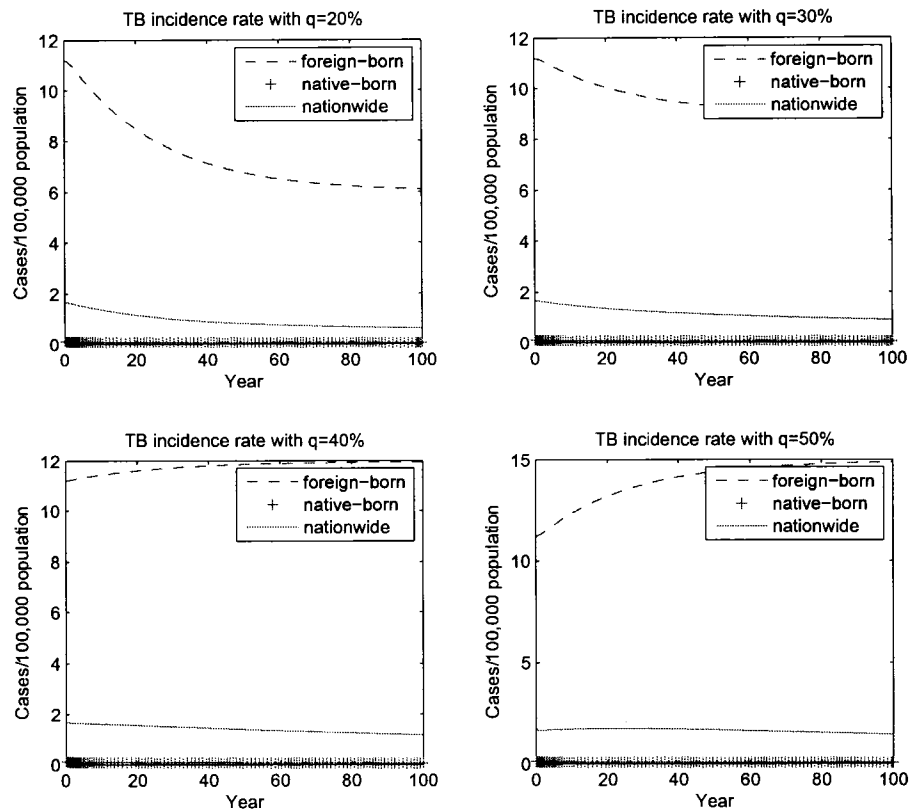 TB incidence rate with q=20%
12
10
8
6
4
2
0
Cases/100,000 population
foreign-born
native-born
nationwide
0 20 40 60 80 100
Year
TB incidence rate with q=30%
12
10
8
6
4
2
0
Cases/100,000 population
foreign-born
native-born
nationwide
0 20 40 60 80 100
Year
TB incidence rate with q=40%
12
10
8
6
4
2
0
Cases/100,000 population
foreign-born
native-born
nationwide
0 20 40 60 80 100
Year
TB incidence rate with q=50%
15
10
5
0
Cases/100,000 population
foreign-born
native-born
nationwide
0 20 40 60 80 100
Year